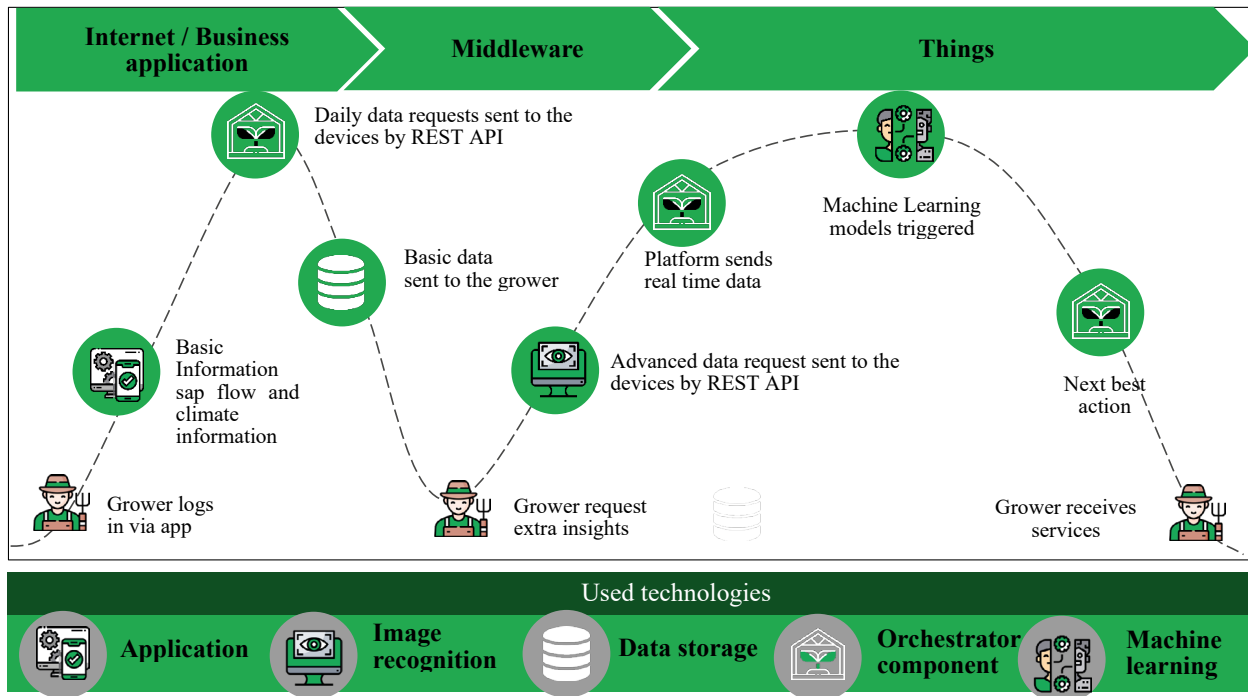 Internet / Business
application
Middleware
Things
Daily data requests sent to the
devices by REST API
Basic data
sent to the grower
Basic
Information
sap flow and
climate
information
Grower logs
in via app
Grower request
extra insights
Advanced data request sent to the
devices by REST API
Platform sends
real time data
Machine Learning
models triggered
Next best
action
Grower receives
services
Used technologies
Application
Image
recognition
Data storage
Orchestrator
component
Machine
learning